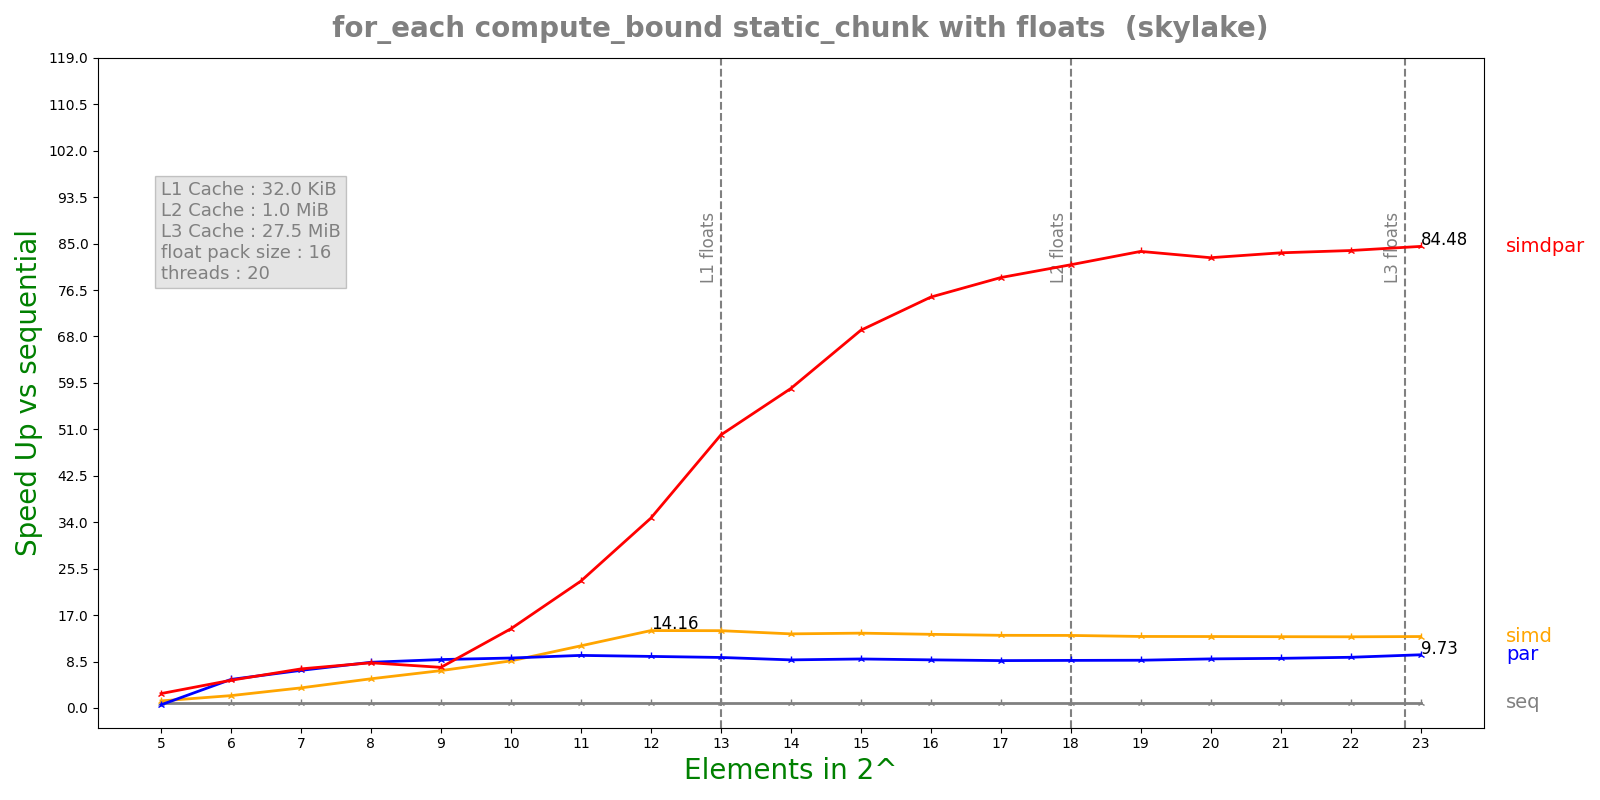 for_each compute_bound static_chunk with floats (skylake)
119.0
110.5
102.0
93.5
85.0
76.5
68.0
59.5
51.0
42.5
34.0
25.5
17.0
8.5
0.0
Speed Up vs sequential
L1 Cache : 32.0 KiB
L2 Cache : 1.0 MiB
L3 Cache : 27.5 MiB
float pack size : 16
threads : 20
L1 floats
L2 floats
L3 floats
84.48
14.16
9.73
simdpar
simd
par
seq
5 6 7 8 9 10 11 12 13 14 15 16 17 18 19 20 21 22 23
Elements in 2^